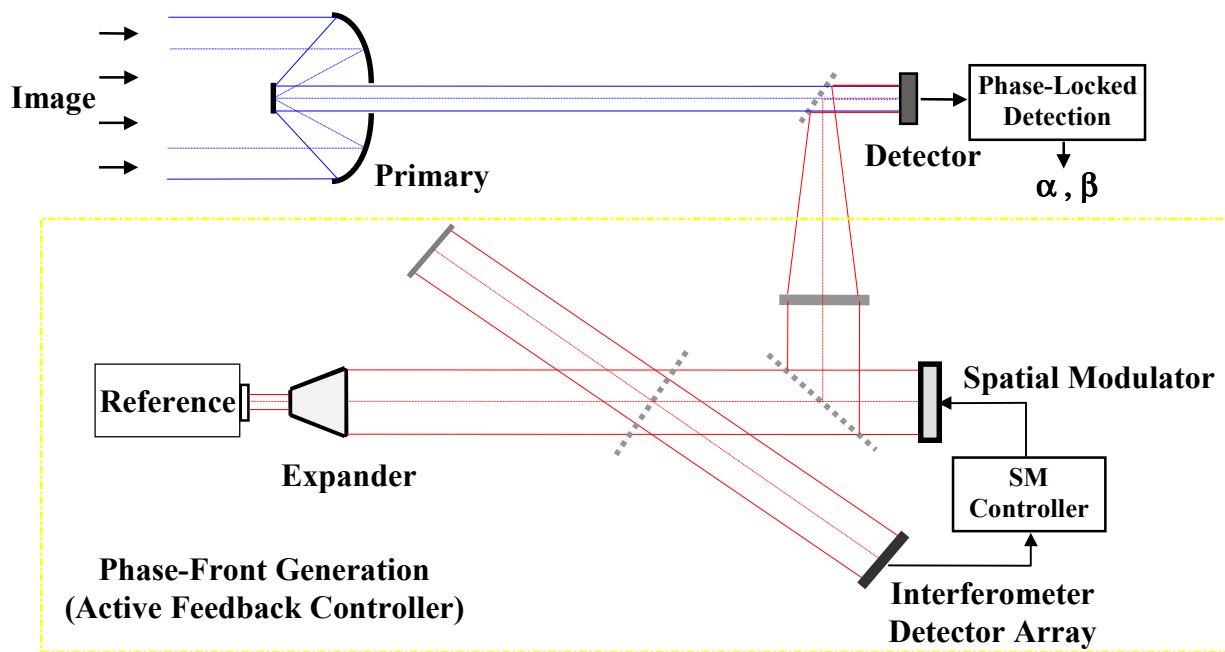 Image
Primary
Detector
Phase-Locked
Detection
α , β
Reference
Expander
Spatial Modulator
SM
Controller
Phase-Front Generation
(Active Feedback Controller)
Interferometer
Detector Array